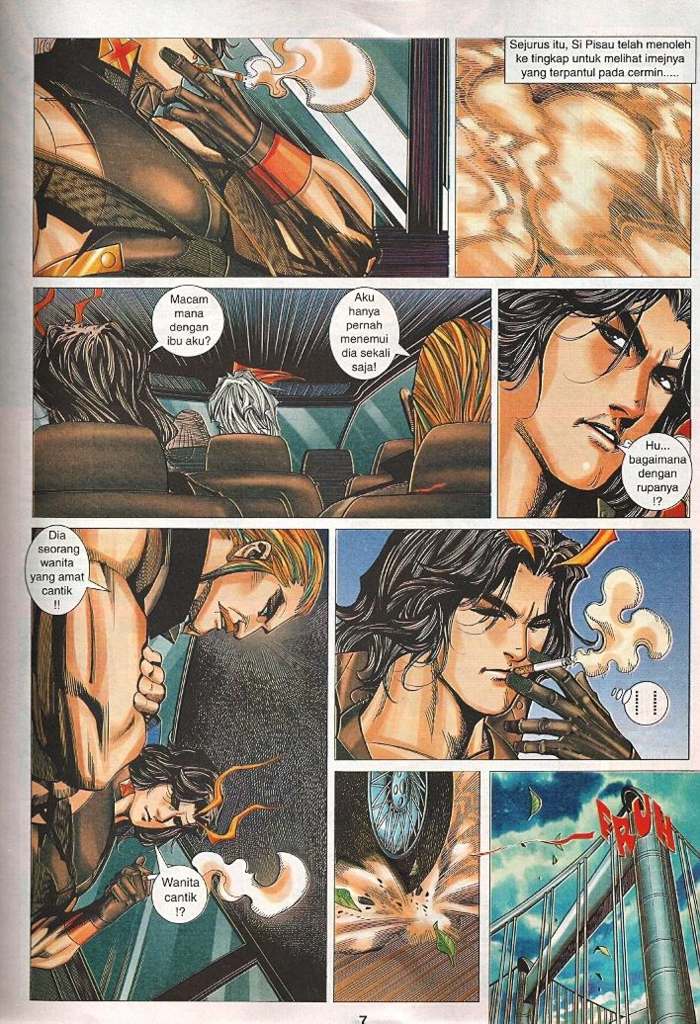 Sejurus itu, Si Pisau telah menoleh
ke tingkap untuk melihat imejnya
yang terpantul pada cermin.....
Macam
mana
dengan
ibu aku?
Aku
hanya
pernah
menemui
dia sekali
saja!
Hu...
bagaimana
dengan
rupanya
!?
Dia
seorang
wanita
yang amat
cantik
!!
Wanita
cantik
!?
7